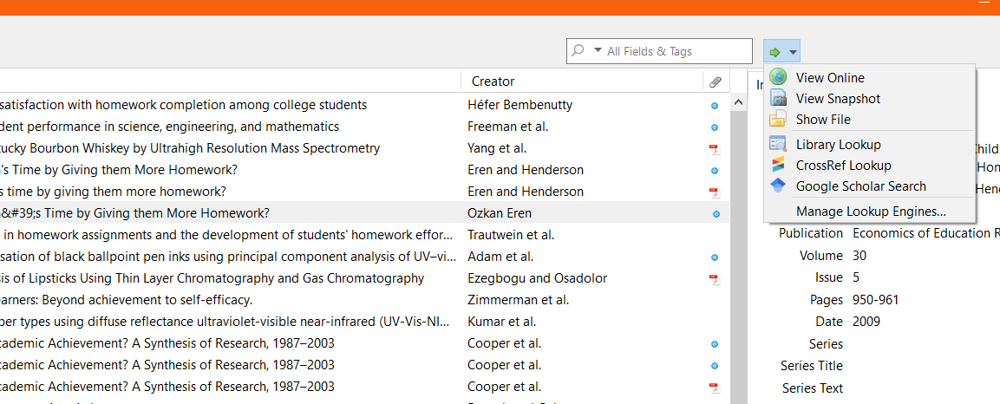 All Fields & Tags
Creator
satisfaction with homework completion among college students Héfer Bembenutty
dent performance in science, engineering, and mathematics Freeman et al.
tucky Bourbon Whiskey by Ultrahigh Resolution Mass Spectrometry Yang et al.
's Time by Giving them More Homework? Eren and Henderson
s time by giving them more homework? Eren and Henderson
&#39;s Time by Giving them More Homework? Ozkan Eren
in homework assignments and the development of students' homework effor... Trautwein et al.
sation of black ballpoint pen inks using principal component analysis of UV–vi... Adam et al.
sis of Lipsticks Using Thin Layer Chromatography and Gas Chromatography Ezegbogu and Osadolor
earners: Beyond achievement to self-efficacy. Zimmerman et al.
per types using diffuse reflectance ultraviolet-visible near-infrared (UV-Vis-NI... Kumar et al.
cademic Achievement? A Synthesis of Research, 1987–2003 Cooper et al.
cademic Achievement? A Synthesis of Research, 1987–2003 Cooper et al.
cademic Achievement? A Synthesis of Research, 1987–2003 Cooper et al.
View Online
View Snapshot
Show File
Library Lookup
CrossRef Lookup
Google Scholar Search
Manage Lookup Engines...
Publication Economics of Education R
Volume 30
Issue 5
Pages 950-961
Date 2009
Series
Series Title
Series Text